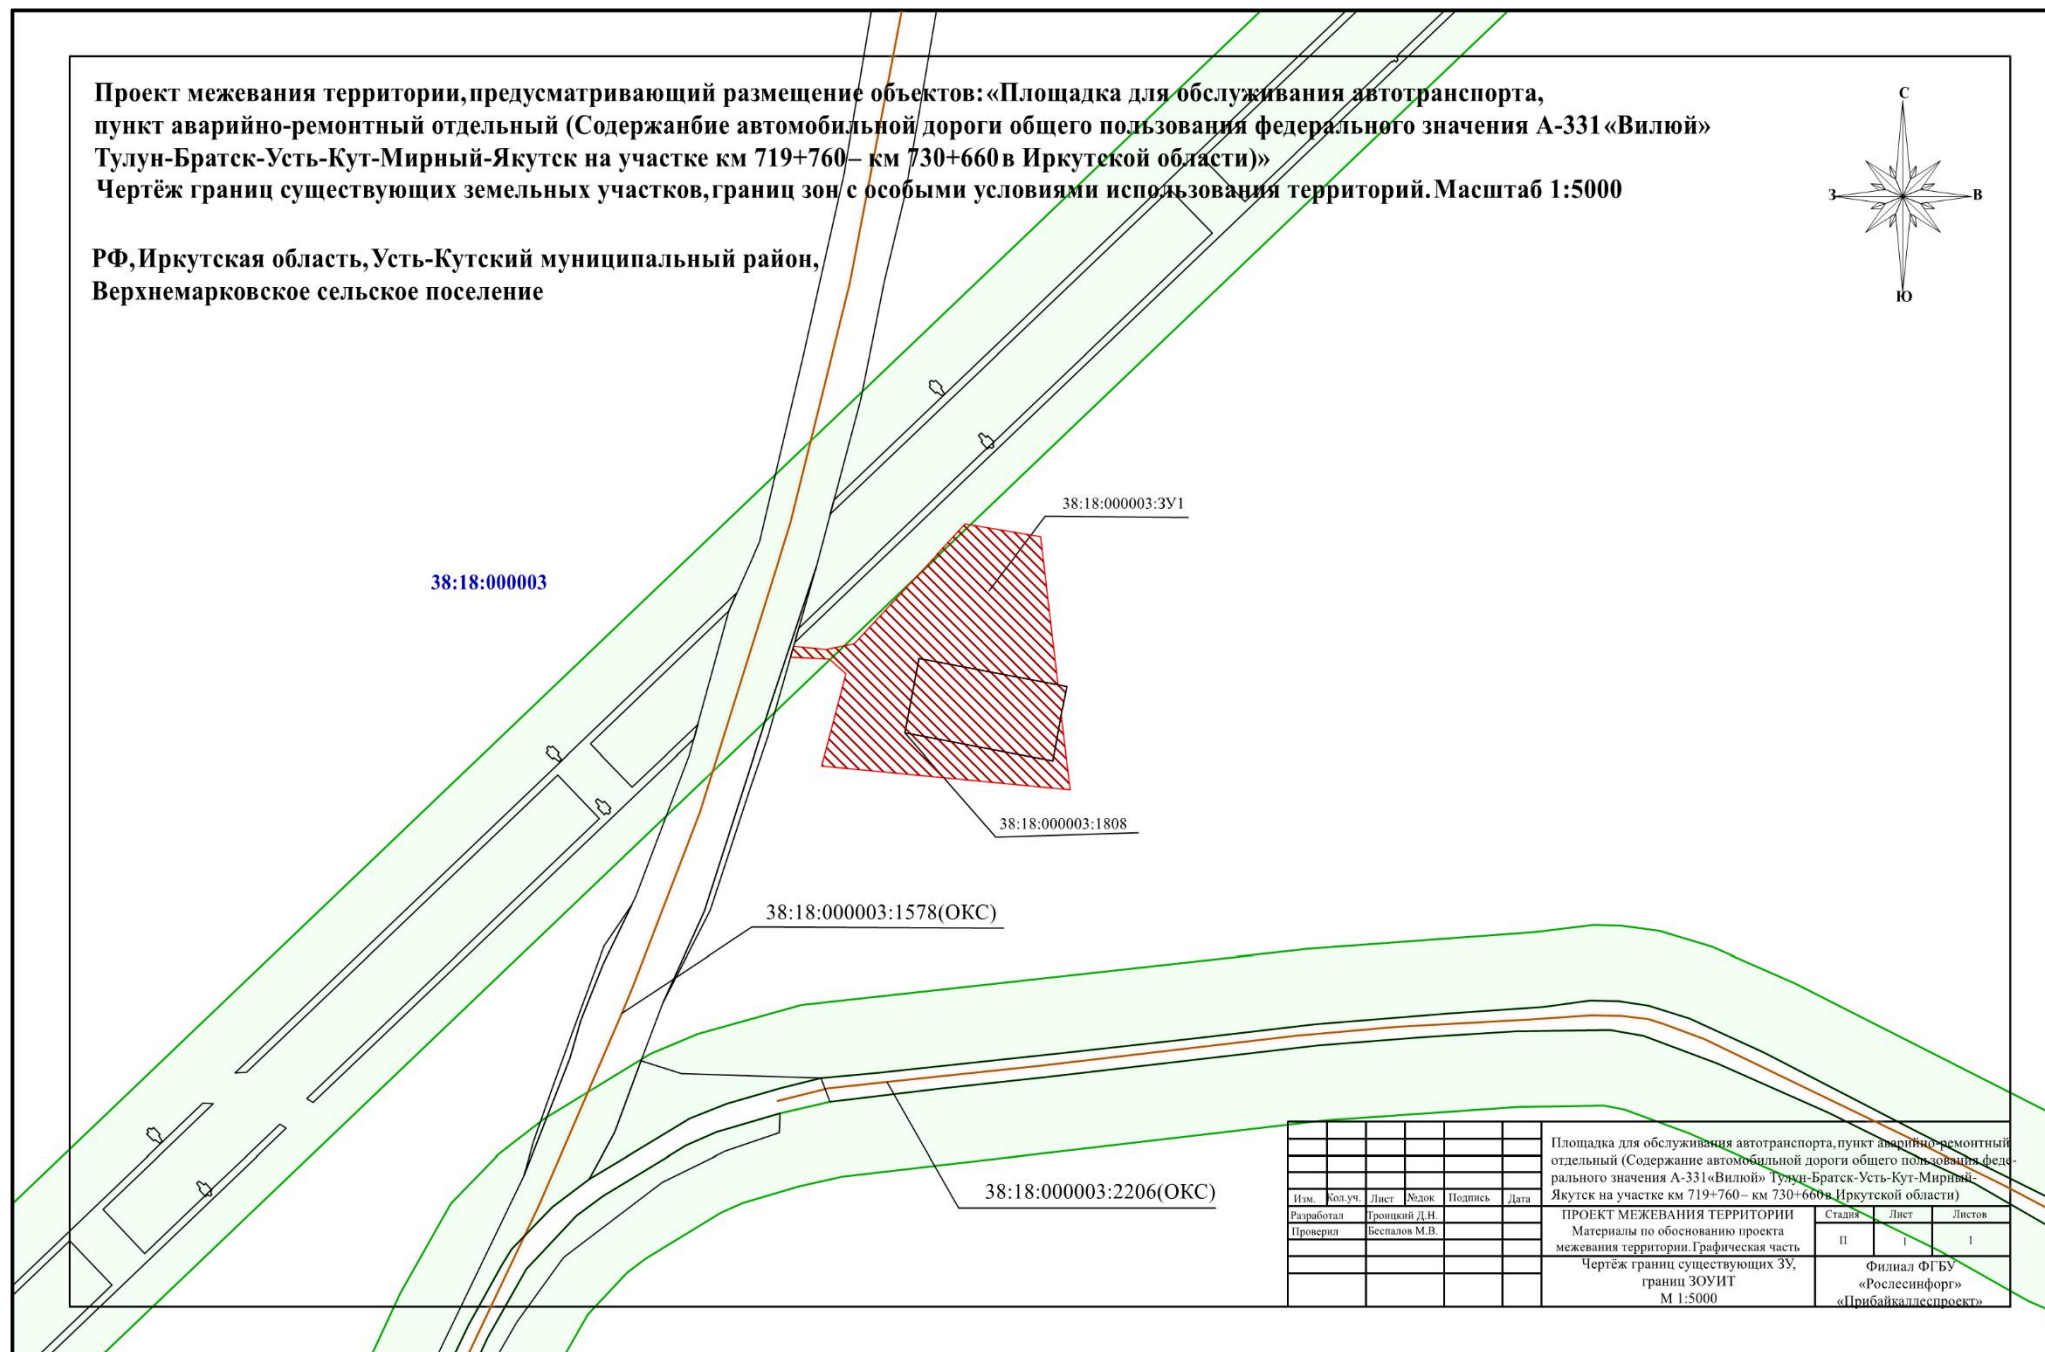 Проект межевания территории, предусматривающий размещение объектов: «Площадка для обслуживания автотранспорта,
пункт аварийно-ремонтный отдельный (Содержанбие автомобильной дороги общего пользования федерального значения А-331 «Вилюй»
Тулун-Братск-Усть-Кут-Мирный-Якутск на участке км 719+760 – км 730+660 в Иркутской области)»
Чертёж границ существующих земельных участков, границ зон с особыми условиями использования территорий. Масштаб 1:5000
С
З
В
Ю
РФ, Иркутская область, Усть-Кутский муниципальный район,
Верхнемарковское сельское поселение
38:18:000003:ЗУ1
38:18:000003
38:18:000003:1808
38:18:000003:1578(ОКС)
38:18:000003:2206(ОКС)
Площадка для обслуживания автотранспорта, пункт аварийно-ремонтный
отдельный (Содержание автомобильной дороги общего пользования феде-
рального значения А-331 «Вилюй» Тулун-Братск-Усть-Кут-Мирный-
Якутск на участке км 719+760 – км 730+660 в Иркутской области)
Изм. Кол.уч. Лист №док Подпись Дата
Разработал Троицкий Д.Н.
Проверил Беспалов М.В.
ПРОЕКТ МЕЖЕВАНИЯ ТЕРРИТОРИИ
Материалы по обоснованию проекта
межевания территории. Графическая часть
Стадия Лист Листов
П 1 1
Чертёж границ существующих ЗУ,
границ ЗОУИТ
М 1:5000
Филиал ФГБУ
«Рослесинфорг»
«Прибайкаллеспроект»